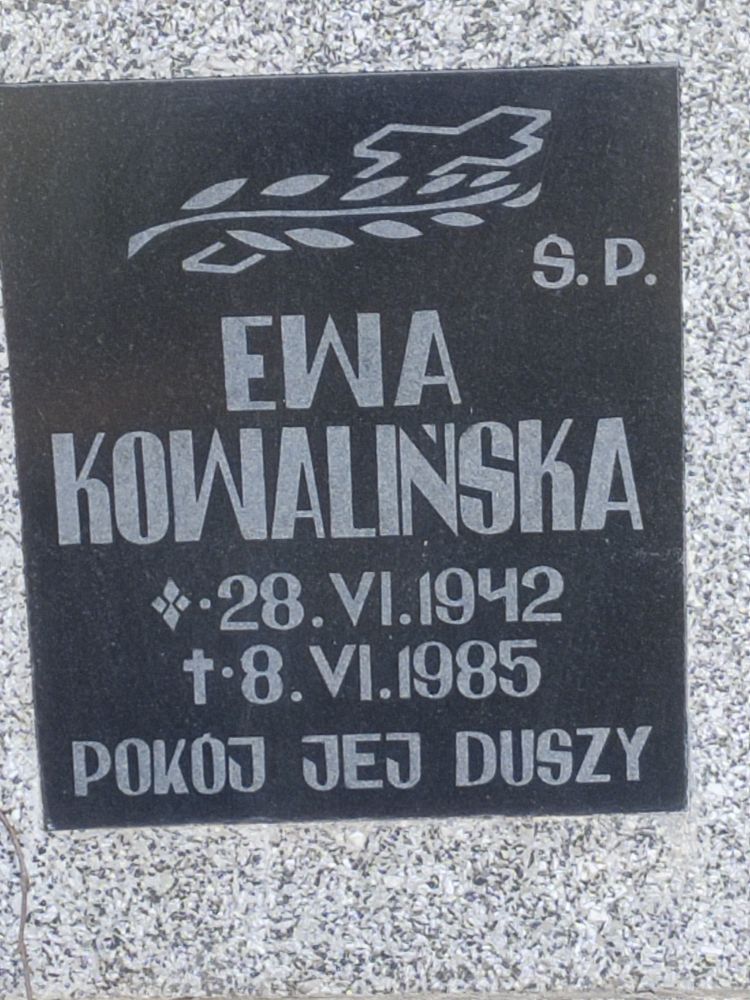 Ś.P.
EWA
KOWALIŃSKA
28.VI.1942
†8.VI.1985
POKÓJ JEJ DUSZY